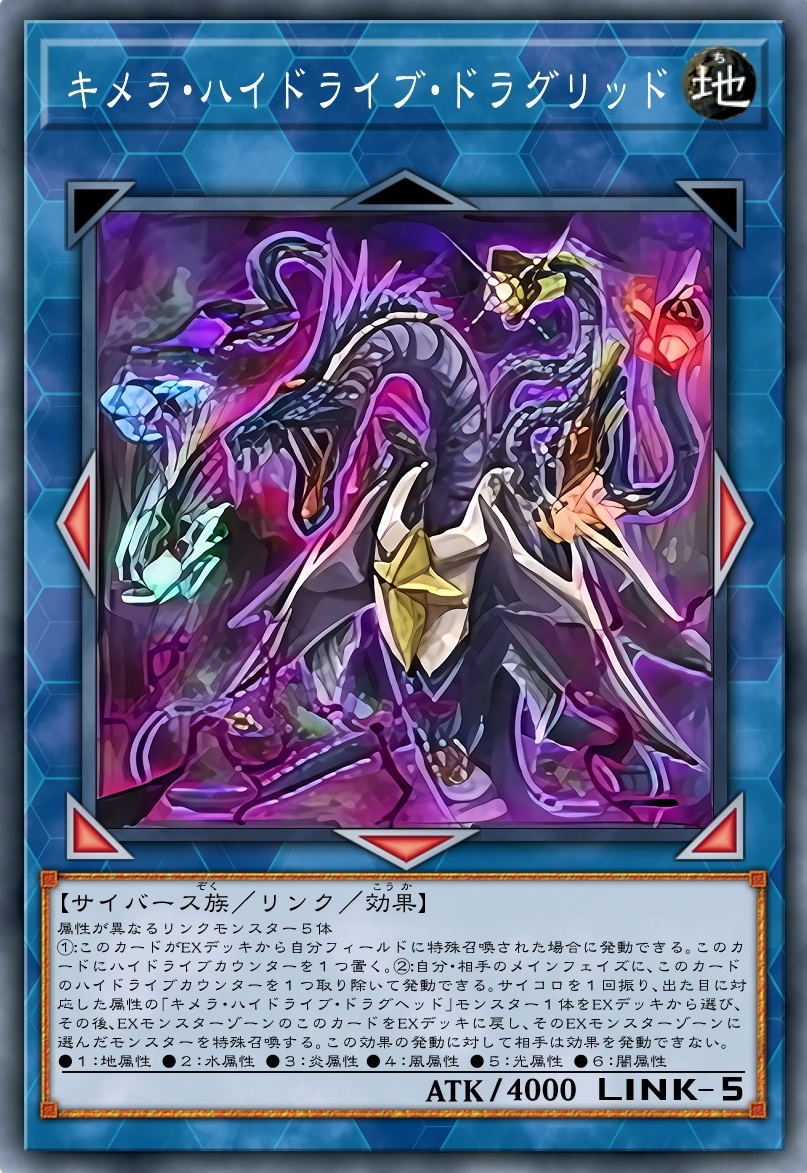 キメラ・ハイドライブ・ドラグリッド
ち
地
ぞく こうか
【サイバース族/リンク/効果】
属性が異なるリンクモンスター5体
①:このカードがEXデッキから自分フィールドに特殊召喚された場合に発動できる。このカ
ードにハイドライブカウンターを1つ置く。②:自分・相手のメインフェイズに、このカード
のハイドライブカウンターを1つ取り除いて発動できる。サイコロを1回振り、出た目に対
応した属性の「キメラ・ハイドライブ・ドラグヘッド」モンスター1体をEXデッキから選び、
その後、EXモンスターゾーンのこのカードをEXデッキに戻し、そのEXモンスターゾーンに
選んだモンスターを特殊召喚する。この効果の発動に対して相手は効果を発動できない。
●1:地属性 ●2:水属性 ●3:炎属性 ●4:風属性 ●5:光属性 ●6:闇属性
ATK/4000 LINK-5